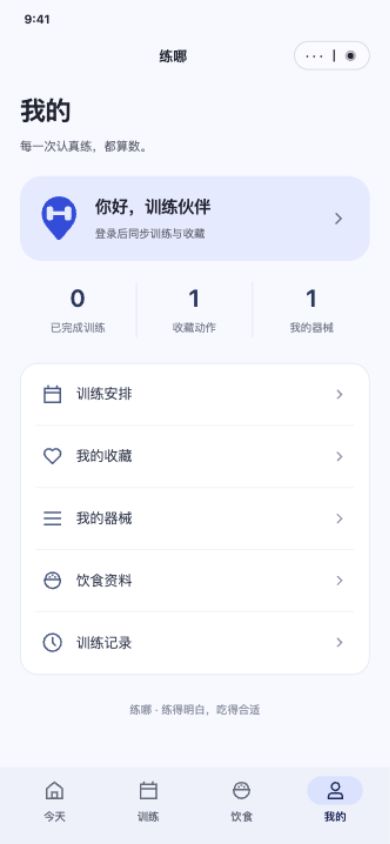 9:41
练哪
我的
每一次认真练，都算数。
你好，训练伙伴
登录后同步训练与收藏
0
已完成训练
1
收藏动作
1
我的器械
训练安排
我的收藏
我的器械
饮食资料
训练记录
练哪 · 练得明白，吃得合适
今天
训练
饮食
我的